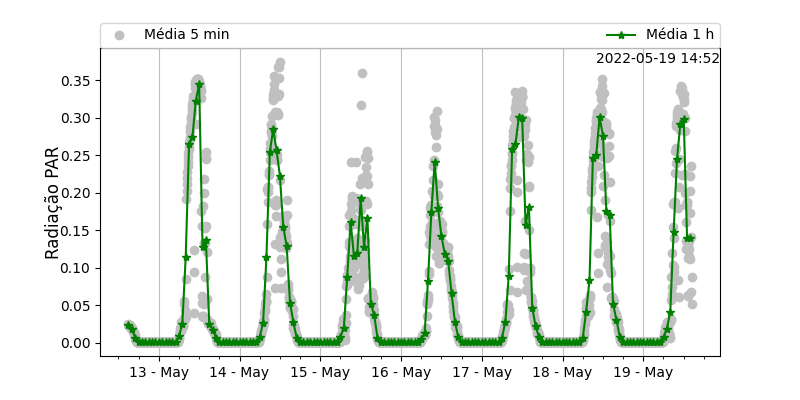 Média 5 min
Média 1 h
2022-05-19 14:52
Radiação PAR
0.35
0.30
0.25
0.20
0.15
0.10
0.05
0.00
13 - May
14 - May
15 - May
16 - May
17 - May
18 - May
19 - May